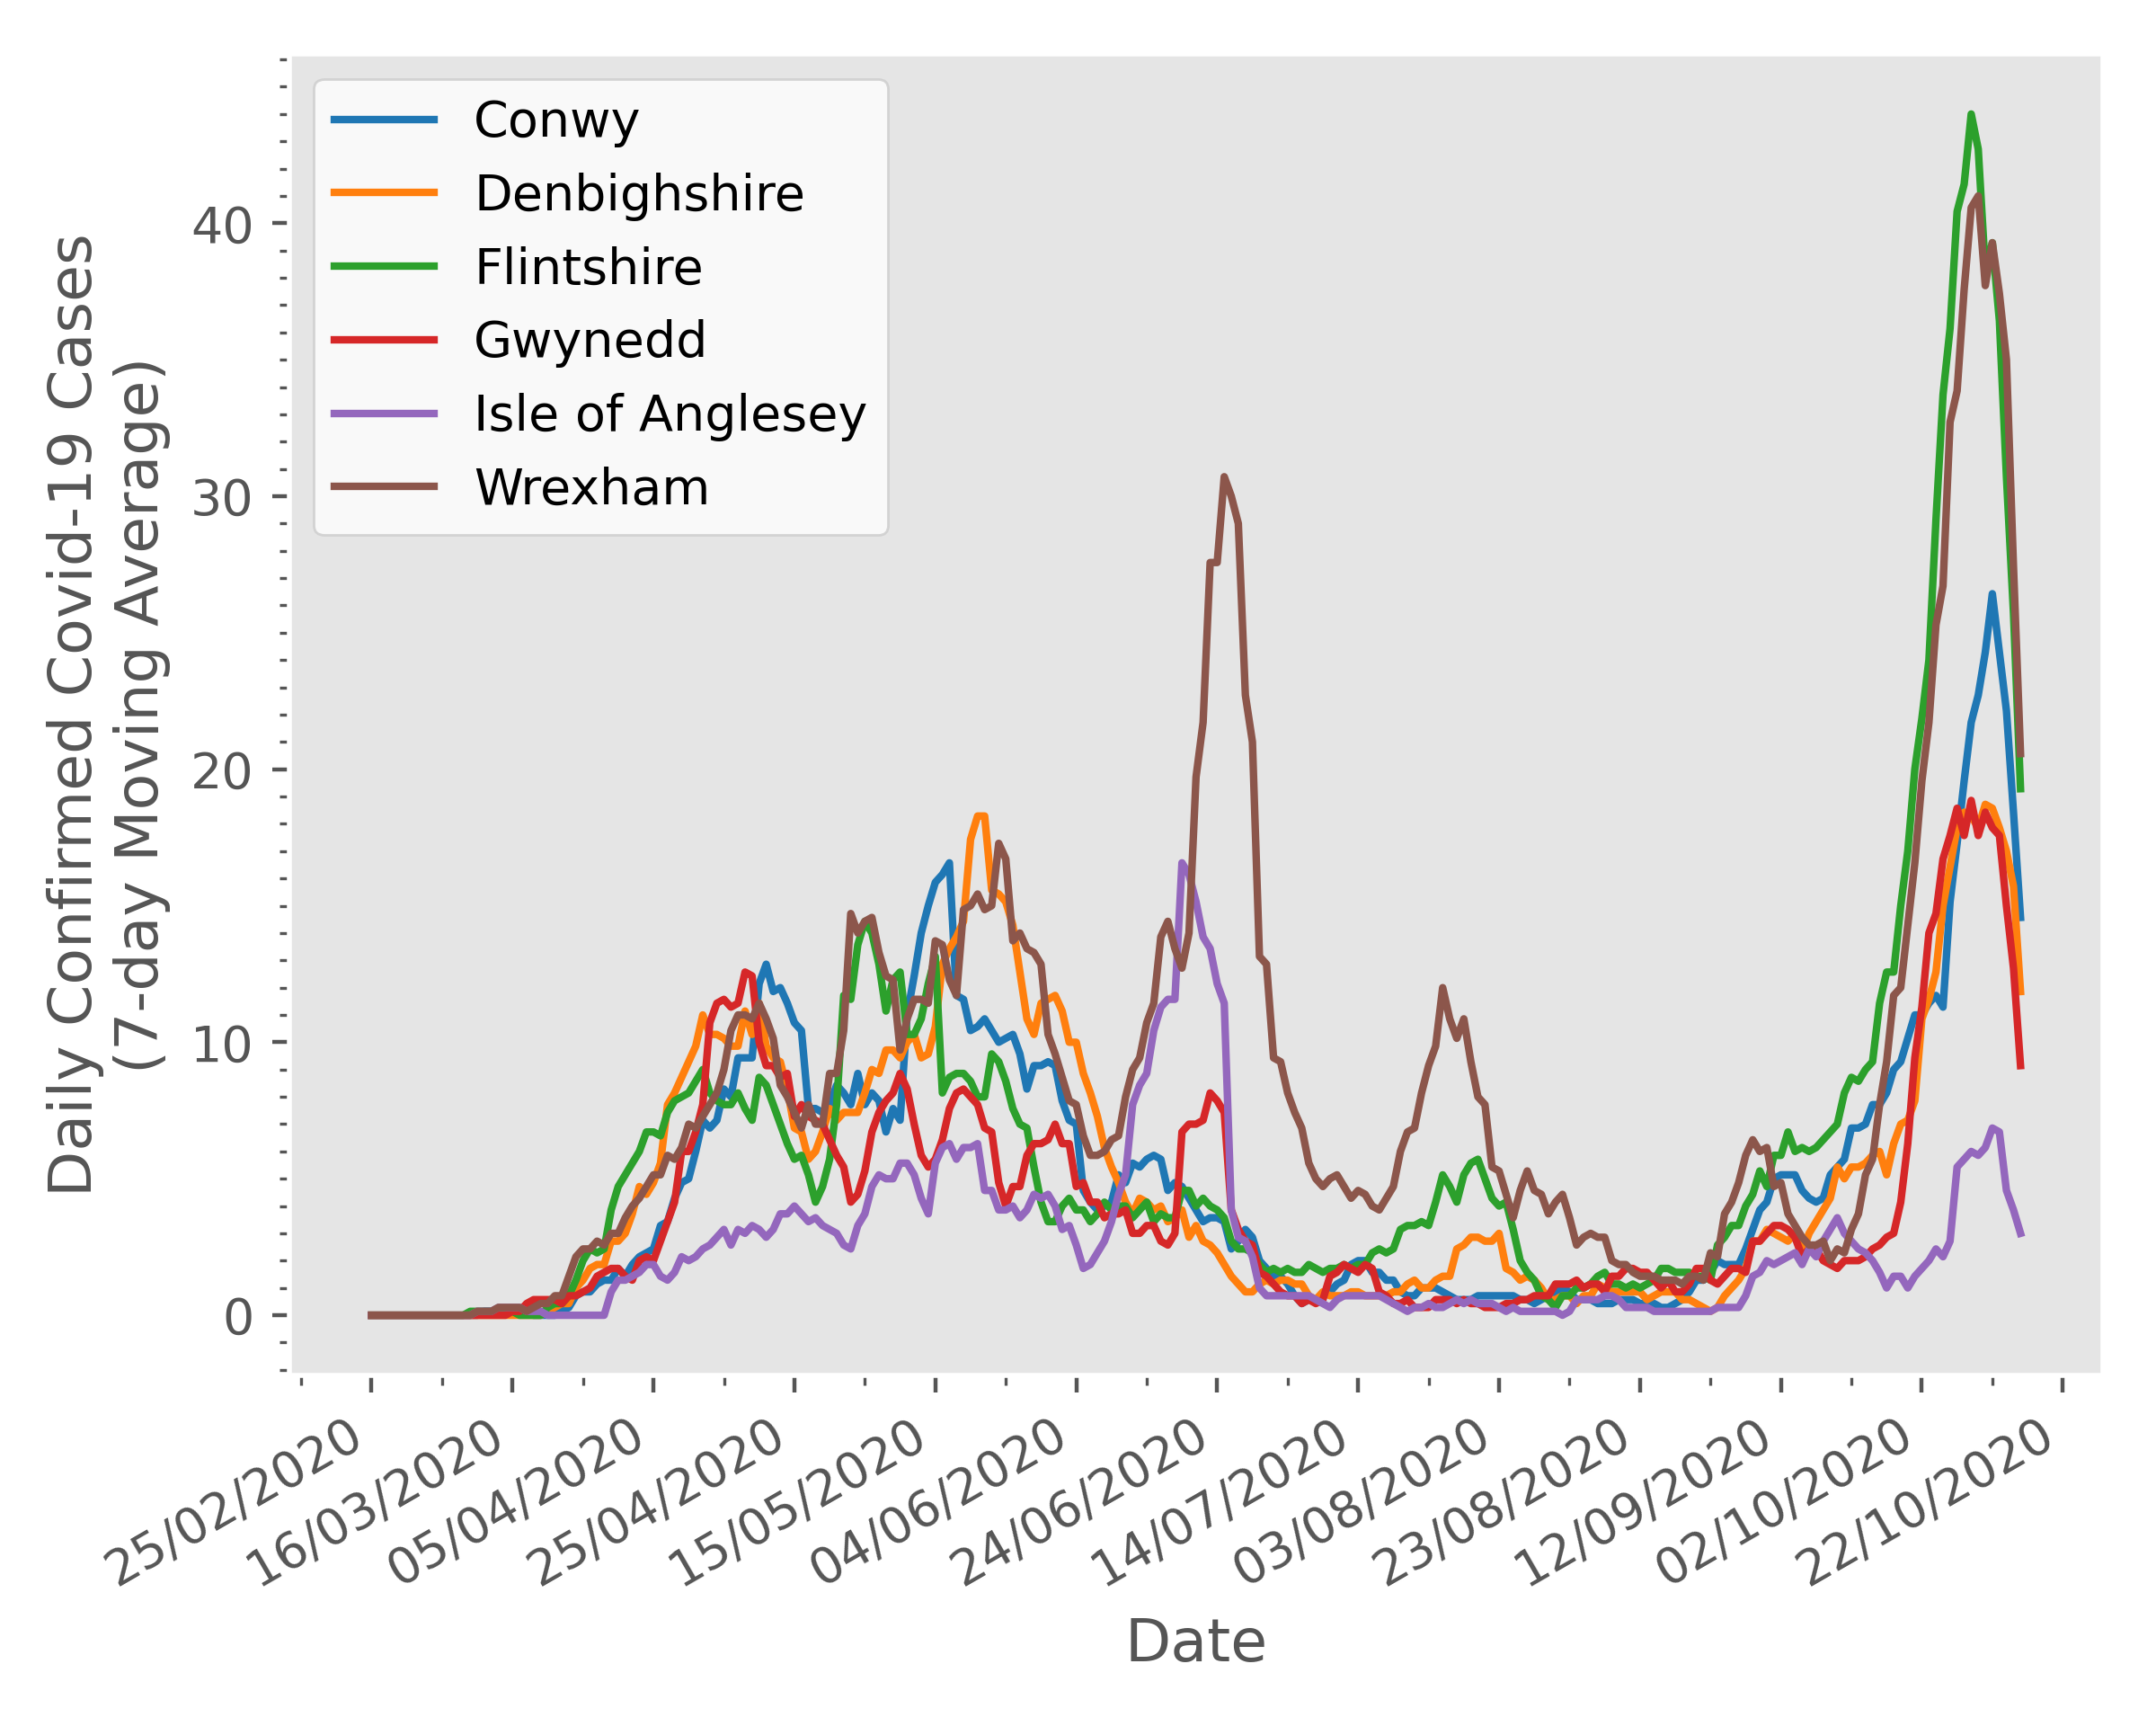 Conwy
Denbighshire
Flintshire
Gwynedd
Isle of Anglesey
Wrexham
Daily Confirmed Covid-19 Cases
(7-day Moving Average)
40
30
20
10
0
25/02/2020
16/03/2020
05/04/2020
25/04/2020
15/05/2020
04/06/2020
24/06/2020
14/07/2020
03/08/2020
23/08/2020
12/09/2020
02/10/2020
22/10/2020
Date